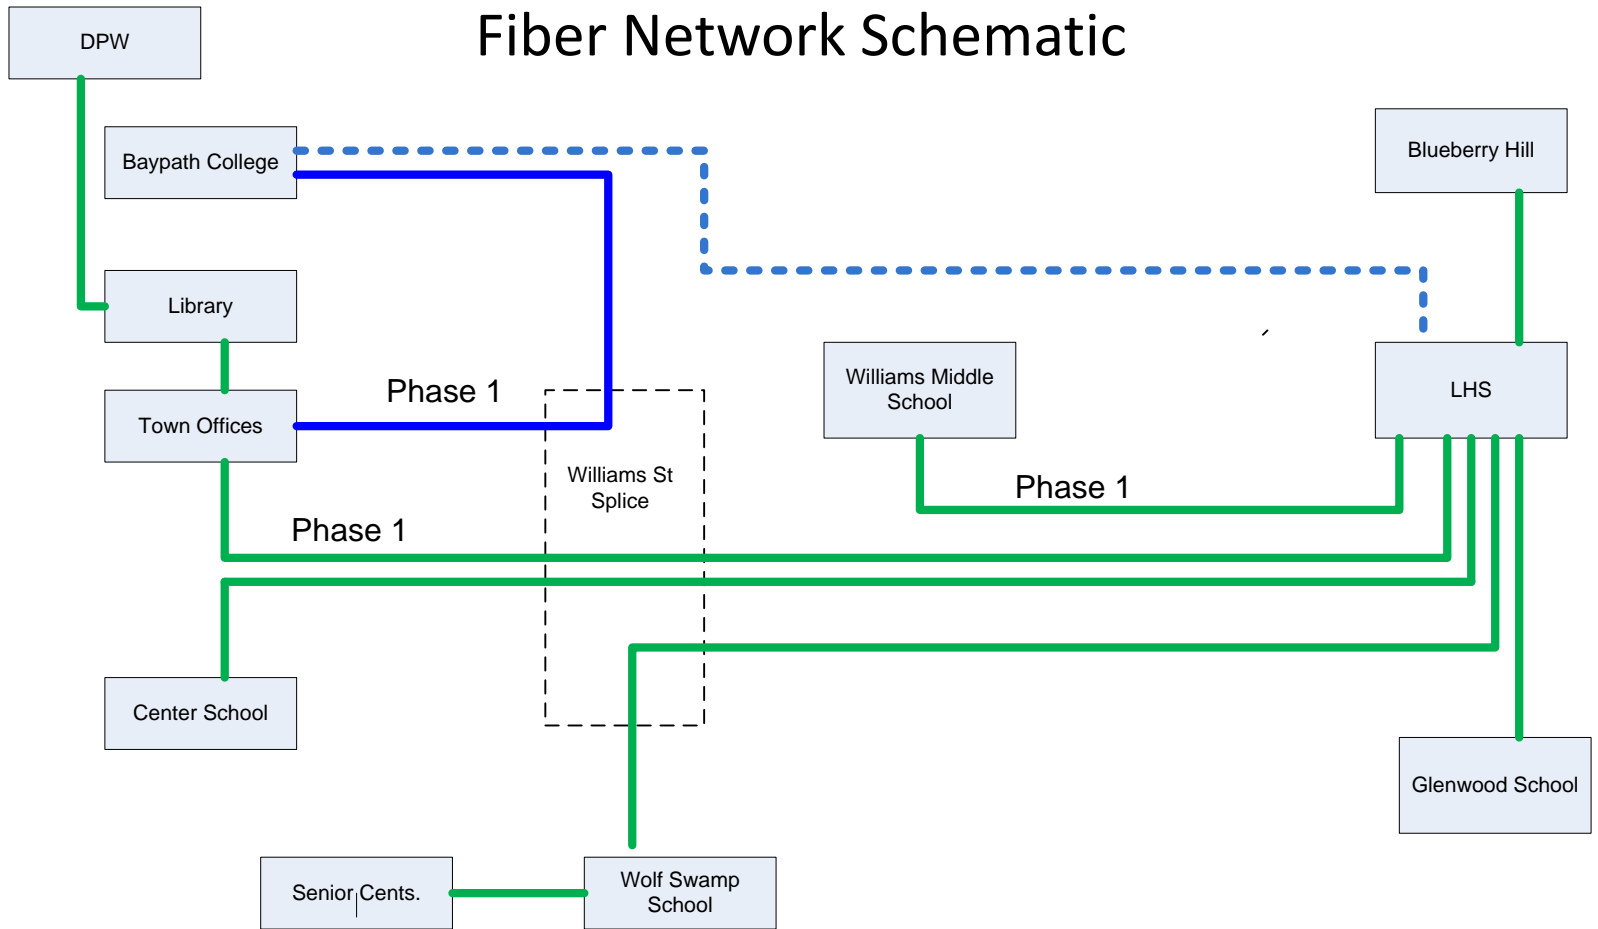 Fiber Network Schematic
DPW
Baypath College
Blueberry Hill
Library
Williams Middle
School
LHS
Phase 1
Town Offices
Williams St
Splice
Phase 1
Phase 1
Center School
Glenwood School
Senior Cents.
Wolf Swamp
School